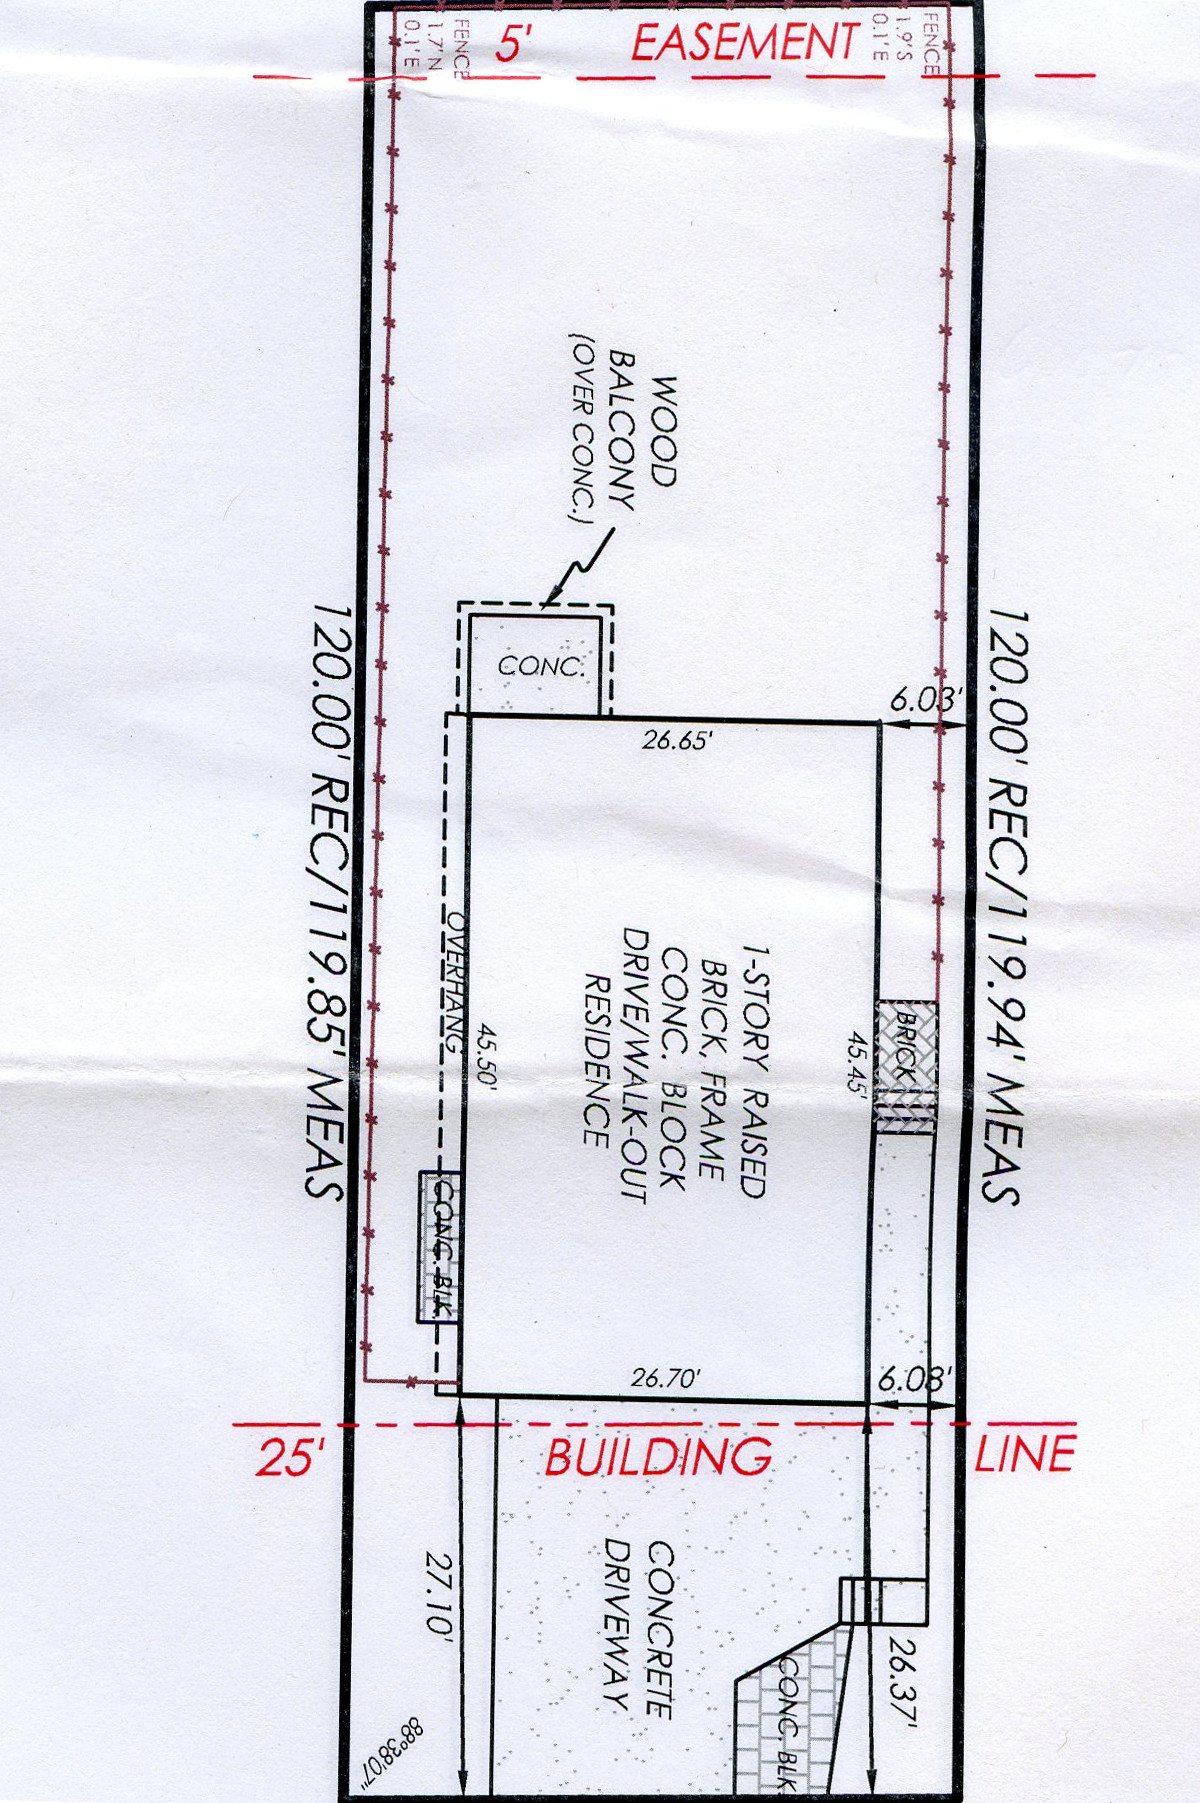 5' EASEMENT
FENCE
1.7'N
0.1'E
FENCE
1.9'S
0.1'E
WOOD
BALCONY
(OVER CONC.)
CONC.
6.03'
26.65'
120.00' REC/119.94' MEAS
120.00' REC/119.85' MEAS
1-STORY RAISED
BRICK, FRAME
CONC. BLOCK
DRIVE/WALK-OUT
RESIDENCE
BRICK
45.45'
45.50'
OVERHANG
CONC. BLK.
26.70'
6.08'
25' BUILDING LINE
CONCRETE
DRIVEWAY
27.10'
26.37'
CONC. BLK.
88°38'07"